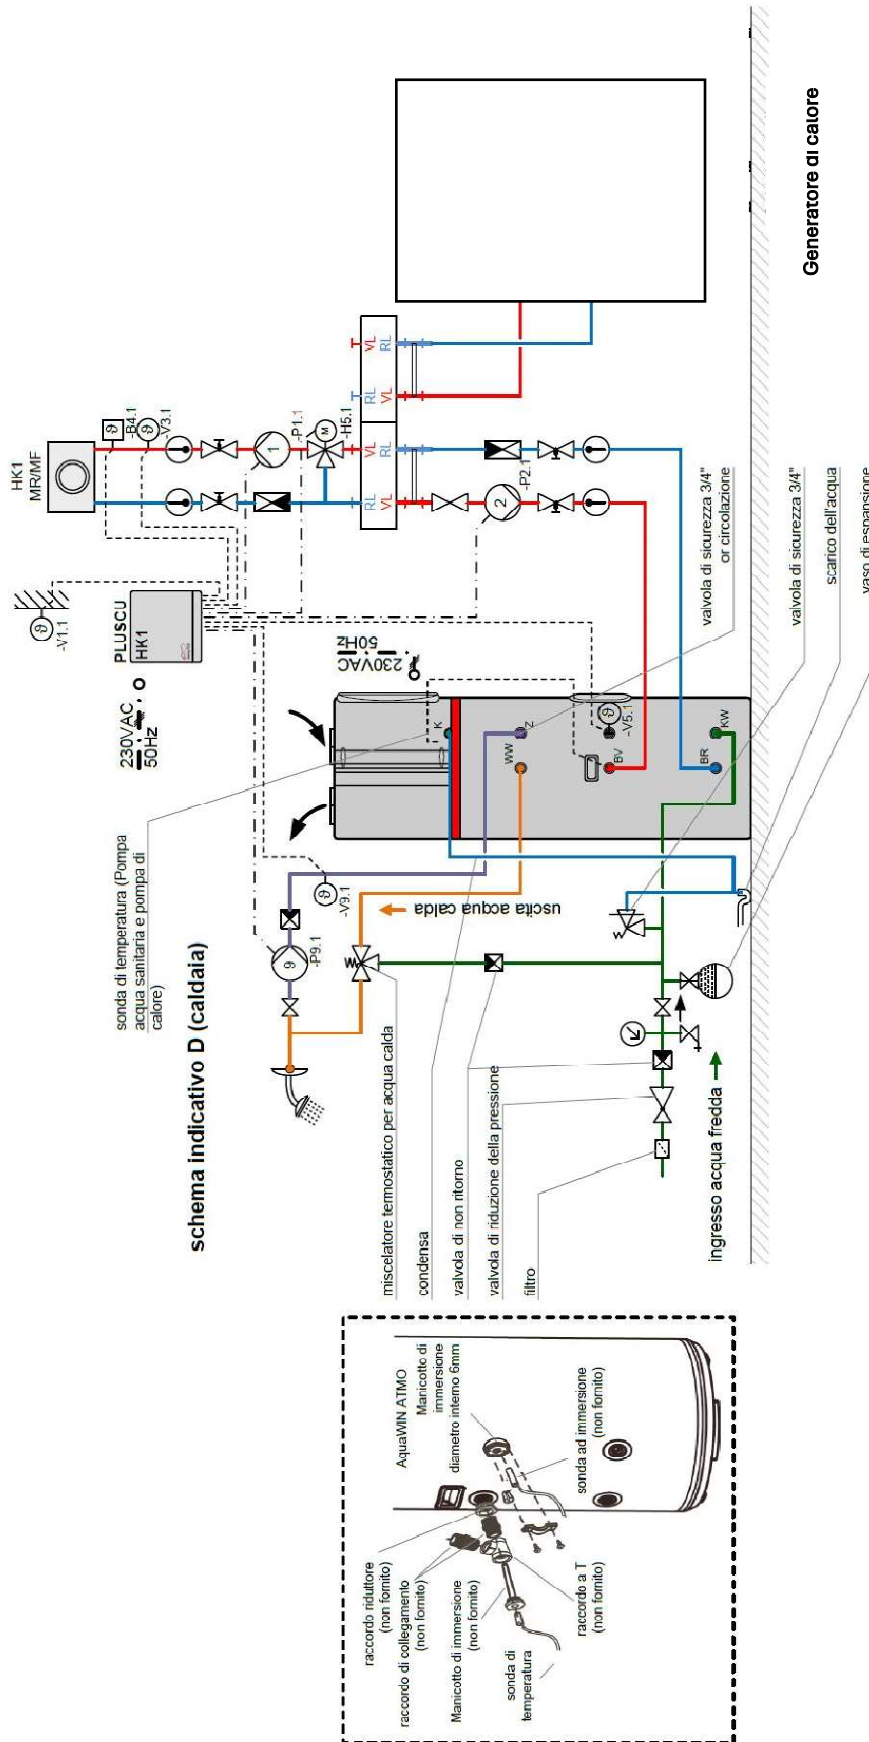 schema indicativo D (caldaia)
sonda di temperatura (Pompa
acqua sanitaria e pompa di
calore)
230VAC
50Hz
PLUSCU
HK1
-V1.1
HK1
MR/MF
ϑ
-B4.1
ϑ
-V3.1
1
-P1.1
M
-H5.1
RL
VL
RL
VL
VL
RL
RL
VL
2
-P2.1
Generatore di calore
230VAC
50Hz
K
Z
WW
ϑ
-V5.1
BV
BR
KW
ϑ
-V9.1
ϑ
-P9.1
uscita acqua calda
ingresso acqua fredda
miscelatore termostatico per acqua calda
condensa
valvola di non ritorno
valvola di riduzione della pressione
filtro
valvola di sicurezza 3/4"
or circolazione
valvola di sicurezza 3/4"
scarico dell'acqua
vaso di espansione
AquaWIN ATMO
Manicotto di
immersione
diametro interno 6mm
sonda ad immersione
(non fornito)
raccordo riduttore
(non fornito)
raccordo di collegamento
(non fornito)
Manicotto di immersione
(non fornito)
sonda di
temperatura
raccordo a T
(non fornito)